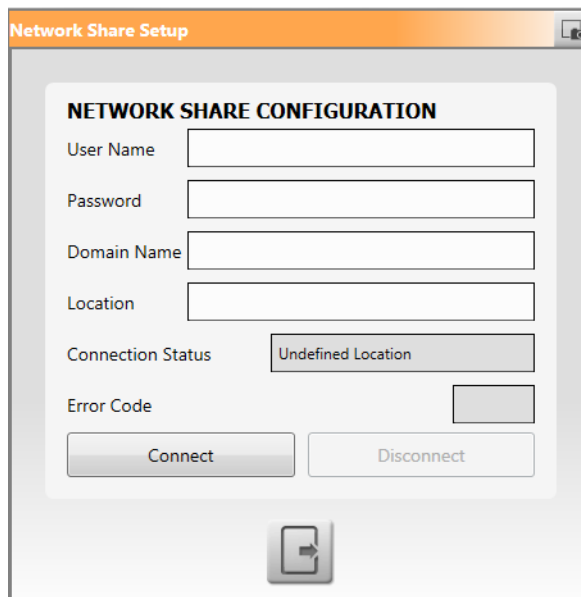 Network Share Setup
NETWORK SHARE CONFIGURATION
User Name
Password
Domain Name
Location
Connection Status Undefined Location
Error Code
Connect Disconnect